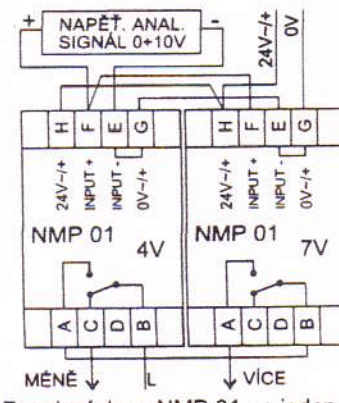 + NAPĚŤ. ANAL. -
SIGNÁL 0+10V
24V~/+
0V
H F E G
H F E G
24V~/+ INPUT + INPUT - 0V~/+
24V~/+ INPUT + INPUT - 0V~/+
NMP 01 4V
NMP 01 7V
A C D B
A C D B
MÉNĚ L VÍCE